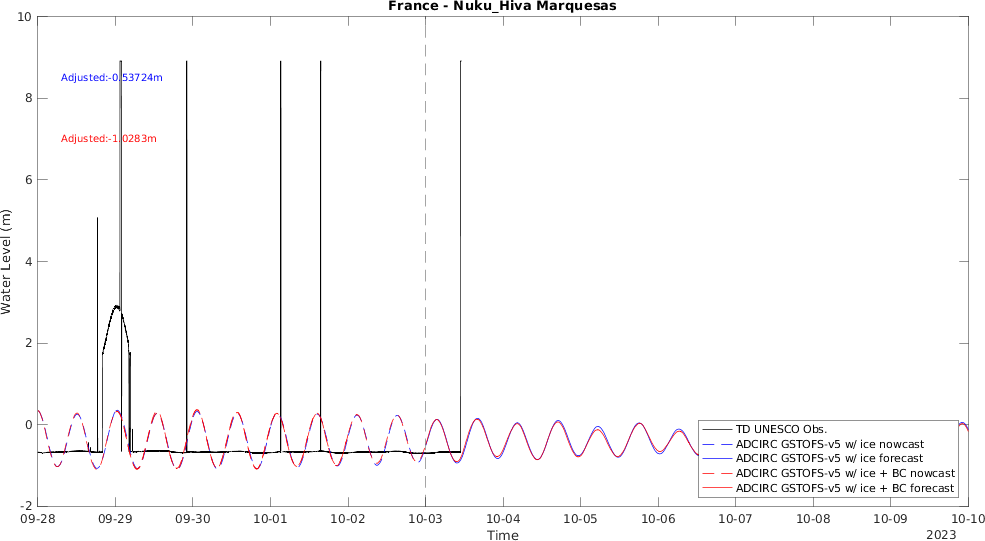 France - Nuku_Hiva Marquesas
10
8
6
4
2
0
-2
Water Level (m)
Adjusted:-0.53724m
Adjusted:-1.0283m
TD UNESCO Obs.
ADCIRC GSTOFS-v5 w/ ice nowcast
ADCIRC GSTOFS-v5 w/ ice forecast
ADCIRC GSTOFS-v5 w/ ice + BC nowcast
ADCIRC GSTOFS-v5 w/ ice + BC forecast
09-28 09-29 09-30 10-01 10-02 10-03 10-04 10-05 10-06 10-07 10-08 10-09 10-10
Time
2023